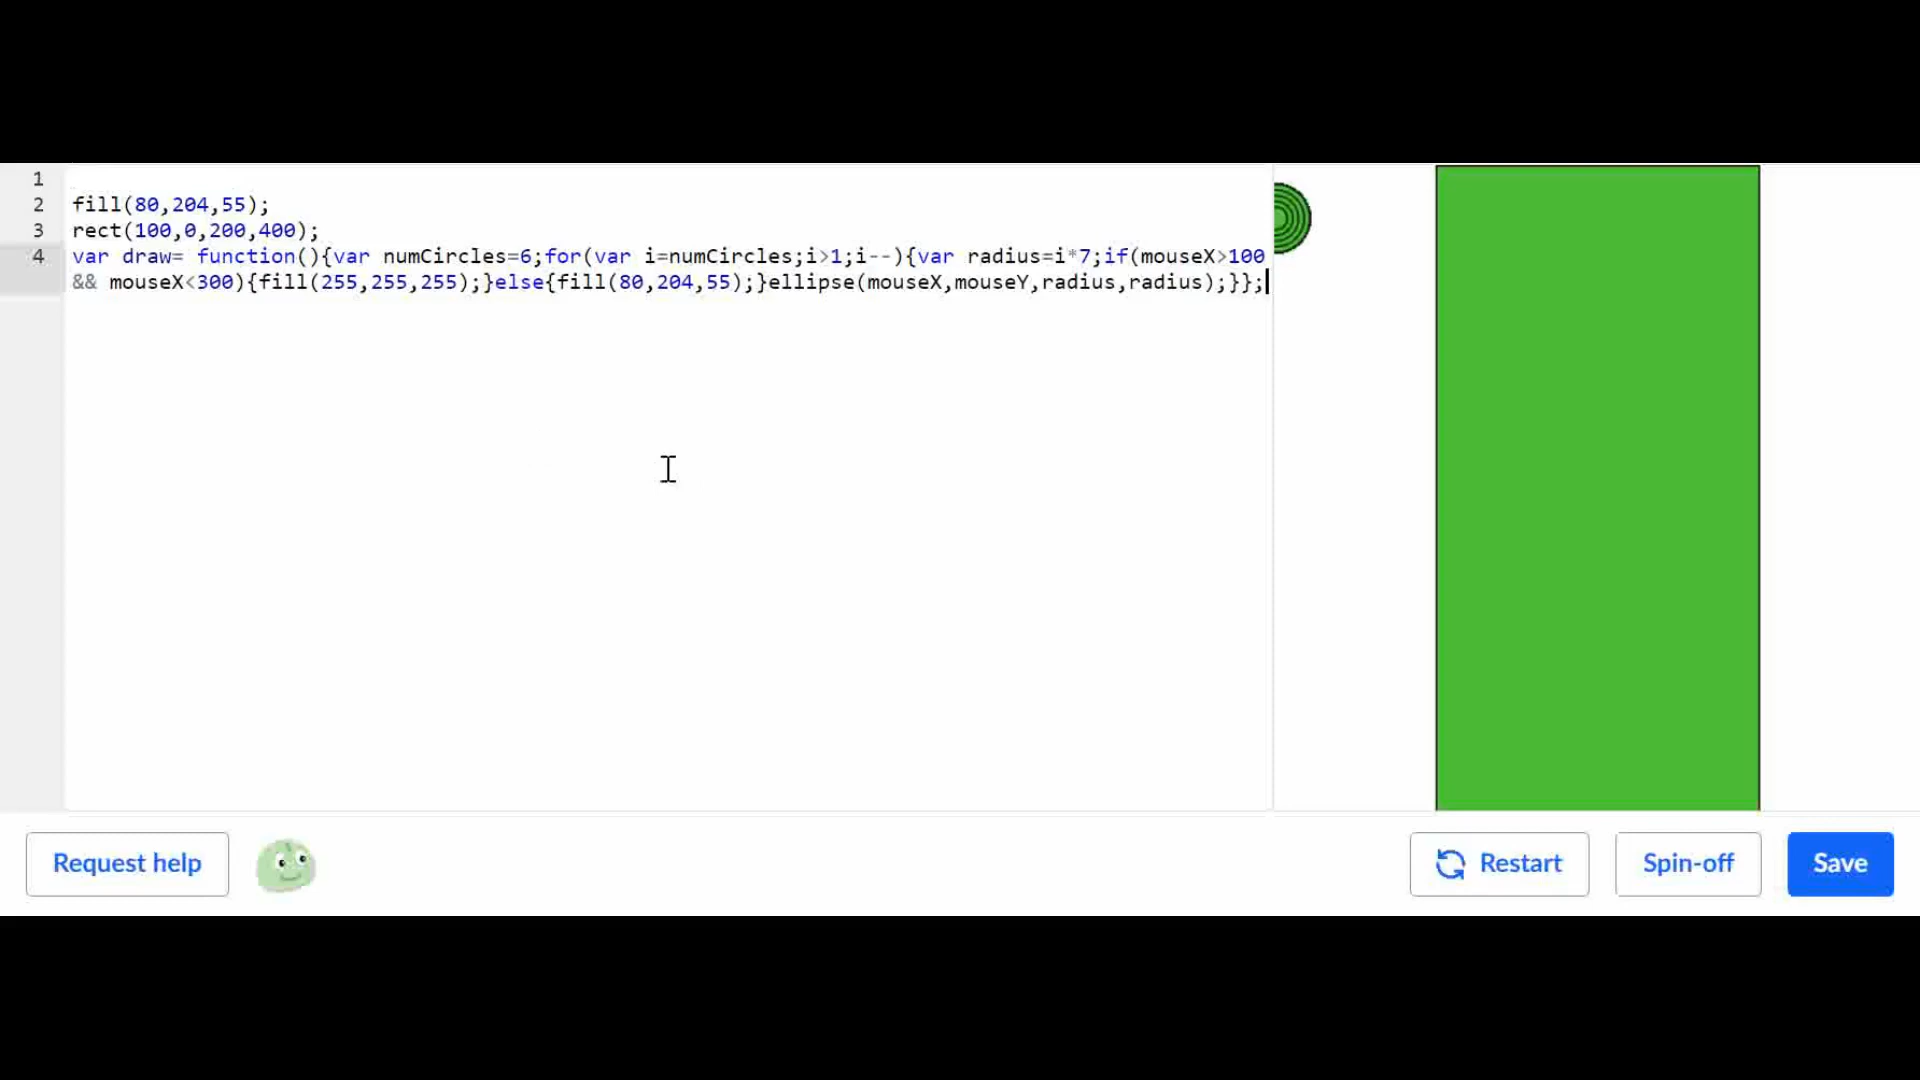 1
2 fill(80,204,55);
3 rect(100,0,200,400);
4 var draw= function(){var numCircles=6;for(var i=numCircles;i>1;i--){var radius=i*7;if(mouseX>100
&& mouseX<300){fill(255,255,255);}else{fill(80,204,55);}ellipse(mouseX,mouseY,radius,radius);}};
Request help
Restart
Spin-off
Save